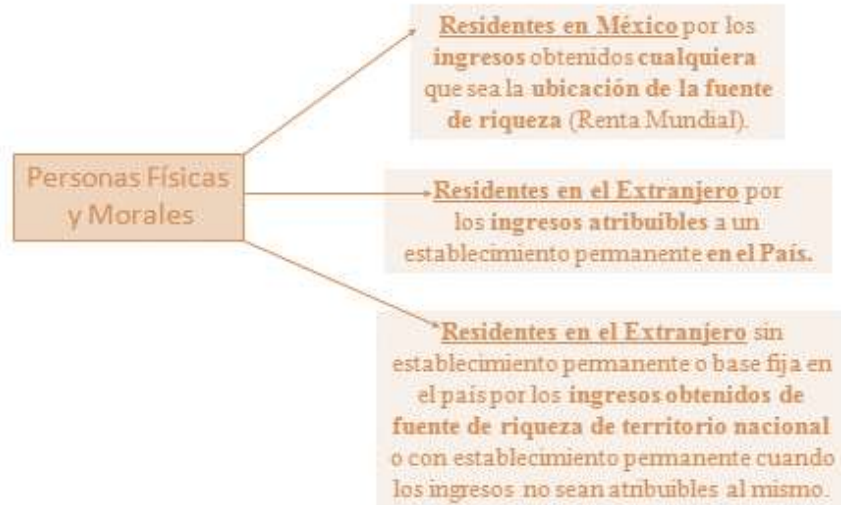 Residentes en México por los
ingresos obtenidos cualquiera
que sea la ubicación de la fuente
de riqueza (Renta Mundial).
Personas Físicas
y Morales
Residentes en el Extranjero por
los ingresos atribuibles a un
establecimiento permanente en el País.
Residentes en el Extranjero sin
establecimiento permanente o base fija en
el país por los ingresos obtenidos de
fuente de riqueza de territorio nacional
o con establecimiento permanente cuando
los ingresos no sean atribuibles al mismo.